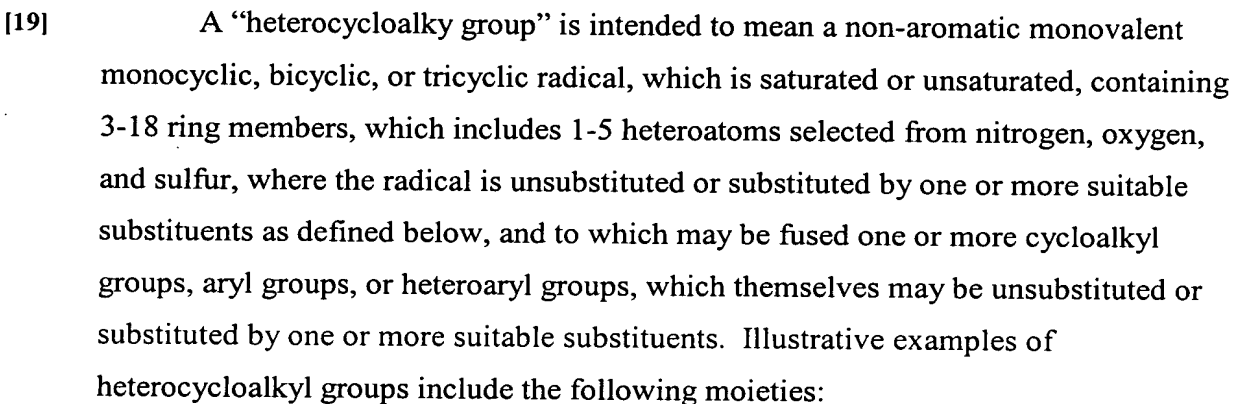 [19] A “heterocycloalky group” is intended to mean a non-aromatic monovalent
monocyclic, bicyclic, or tricyclic radical, which is saturated or unsaturated, containing
3-18 ring members, which includes 1-5 heteroatoms selected from nitrogen, oxygen,
and sulfur, where the radical is unsubstituted or substituted by one or more suitable
substituents as defined below, and to which may be fused one or more cycloalkyl
groups, aryl groups, or heteroaryl groups, which themselves may be unsubstituted or
substituted by one or more suitable substituents. Illustrative examples of
heterocycloalkyl groups include the following moieties: